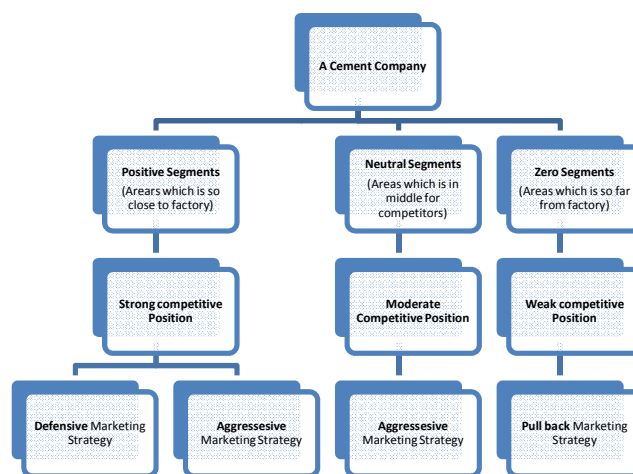 A Cement Company
Positive Segments
(Arears which is so
close to factory)
Neutral Segments
(Areas which is in
middle for
competitors)
Zero Segments
(Areas which is so far
from factory)
Strong competitive
Position
Moderate
Competitive Position
Weak competitive
Position
Defensive Marketing
Strategy
Aggressesive
Marketing Strategy
Aggressesive
Marketing Strategy
Pull back Marketing
Strategy